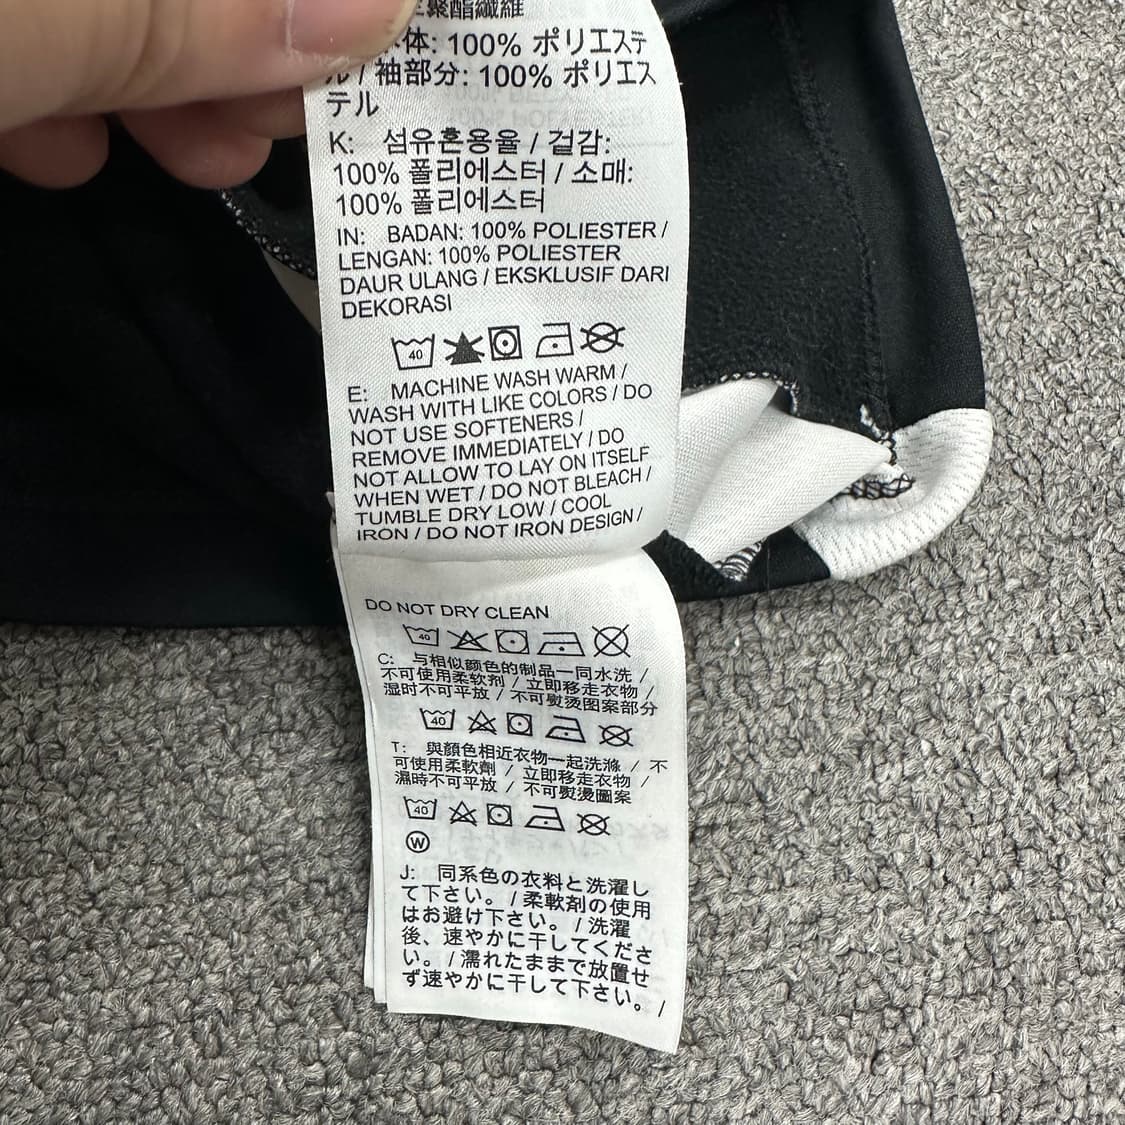 聚酯纖維
体: 100% ポリエステ
ル / 袖部分: 100% ポリエス
テル
K: 섬유혼용율 / 겉감:
100% 폴리에스터 / 소매:
100% 폴리에스터
IN: BADAN: 100% POLIESTER /
LENGAN: 100% POLIESTER
DAUR ULANG / EKSKLUSIF DARI
DEKORASI
40
E: MACHINE WASH WARM /
WASH WITH LIKE COLORS / DO
NOT USE SOFTENERS /
REMOVE IMMEDIATELY / DO
NOT ALLOW TO LAY ON ITSELF
WHEN WET / DO NOT BLEACH /
TUMBLE DRY LOW / COOL
IRON / DO NOT IRON DESIGN /
DO NOT DRY CLEAN
40
C: 与相似颜色的制品一同水洗 /
不可使用柔软剂 / 立即移走衣物 /
湿时不可平放 / 不可熨烫图案部分
40
T: 與顏色相近衣物一起洗滌 / 不
可使用柔軟劑 / 立即移走衣物 /
濕時不可平放 / 不可熨燙圖案
40
W
J: 同系色の衣料と洗濯し
て下さい。 / 柔軟剤の使用
はお避け下さい。 / 洗濯
後、速やかに干してくださ
い。 / 濡れたままで放置せ
ず速やかに干して下さい。 /